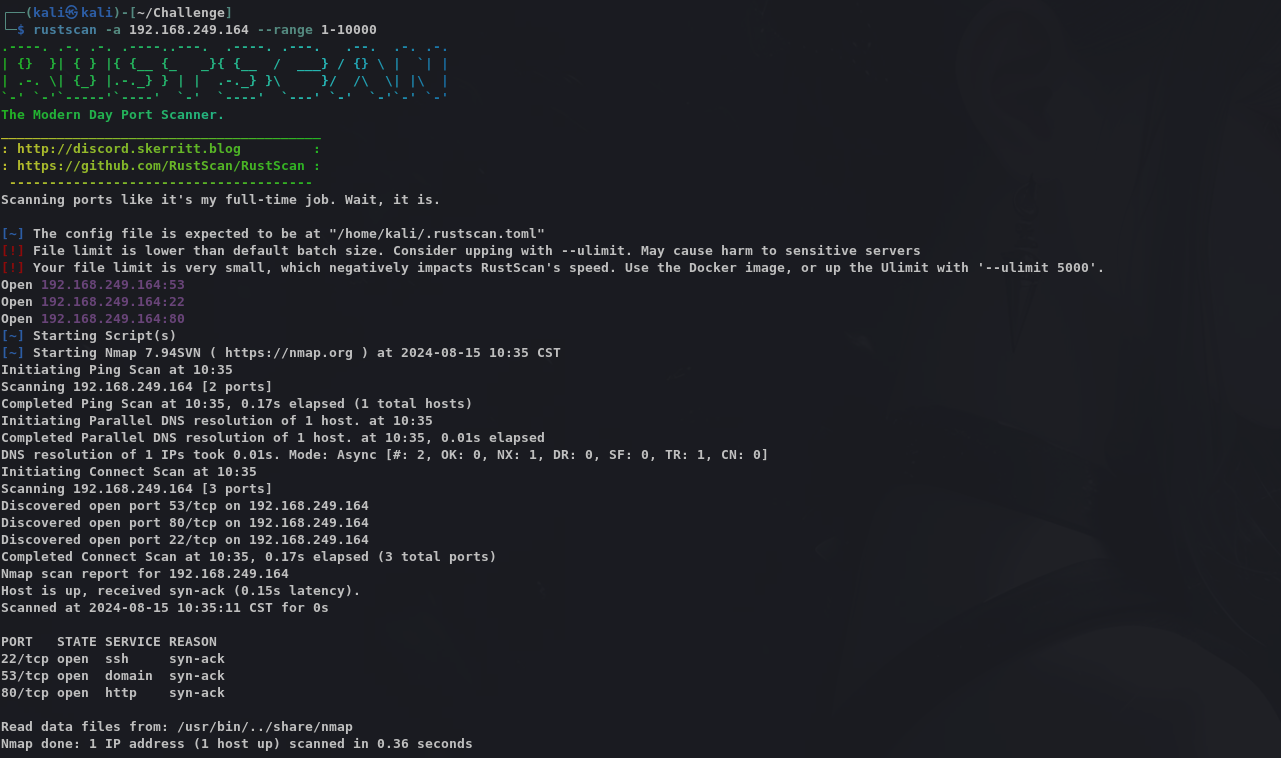 ┌──(kali㉿kali)-[~/Challenge]
└─$ rustscan -a 192.168.249.164 --range 1-10000
.----. .-. .-. .----..---.  .----. .---.   .--.  .-. .-.
| {}  }| { } |{ {__ {_   _}{ {__  /  ___} / {} \ |  `| |
| .-. \| {_} |.-._} } | |  .-._} }\     }/  /\  \| |\  |
`-' `-'`-----'`----'  `-'  `----'  `---' `-'  `-'`-' `-'
The Modern Day Port Scanner.
________________________________________
: http://discord.skerritt.blog         :
: https://github.com/RustScan/RustScan :
 --------------------------------------
Scanning ports like it's my full-time job. Wait, it is.

[~] The config file is expected to be at "/home/kali/.rustscan.toml"
[!] File limit is lower than default batch size. Consider upping with --ulimit. May cause harm to sensitive servers
[!] Your file limit is very small, which negatively impacts RustScan's speed. Use the Docker image, or up the Ulimit with '--ulimit 5000'.
Open 192.168.249.164:53
Open 192.168.249.164:22
Open 192.168.249.164:80
[~] Starting Script(s)
[~] Starting Nmap 7.94SVN ( https://nmap.org ) at 2024-08-15 10:35 CST
Initiating Ping Scan at 10:35
Scanning 192.168.249.164 [2 ports]
Completed Ping Scan at 10:35, 0.17s elapsed (1 total hosts)
Initiating Parallel DNS resolution of 1 host. at 10:35
Completed Parallel DNS resolution of 1 host. at 10:35, 0.01s elapsed
DNS resolution of 1 IPs took 0.01s. Mode: Async [#: 2, OK: 0, NX: 1, DR: 0, SF: 0, TR: 1, CN: 0]
Initiating Connect Scan at 10:35
Scanning 192.168.249.164 [3 ports]
Discovered open port 53/tcp on 192.168.249.164
Discovered open port 80/tcp on 192.168.249.164
Discovered open port 22/tcp on 192.168.249.164
Completed Connect Scan at 10:35, 0.17s elapsed (3 total ports)
Nmap scan report for 192.168.249.164
Host is up, received syn-ack (0.15s latency).
Scanned at 2024-08-15 10:35:11 CST for 0s

PORT   STATE SERVICE REASON
22/tcp open  ssh     syn-ack
53/tcp open  domain  syn-ack
80/tcp open  http    syn-ack

Read data files from: /usr/bin/../share/nmap
Nmap done: 1 IP address (1 host up) scanned in 0.36 seconds